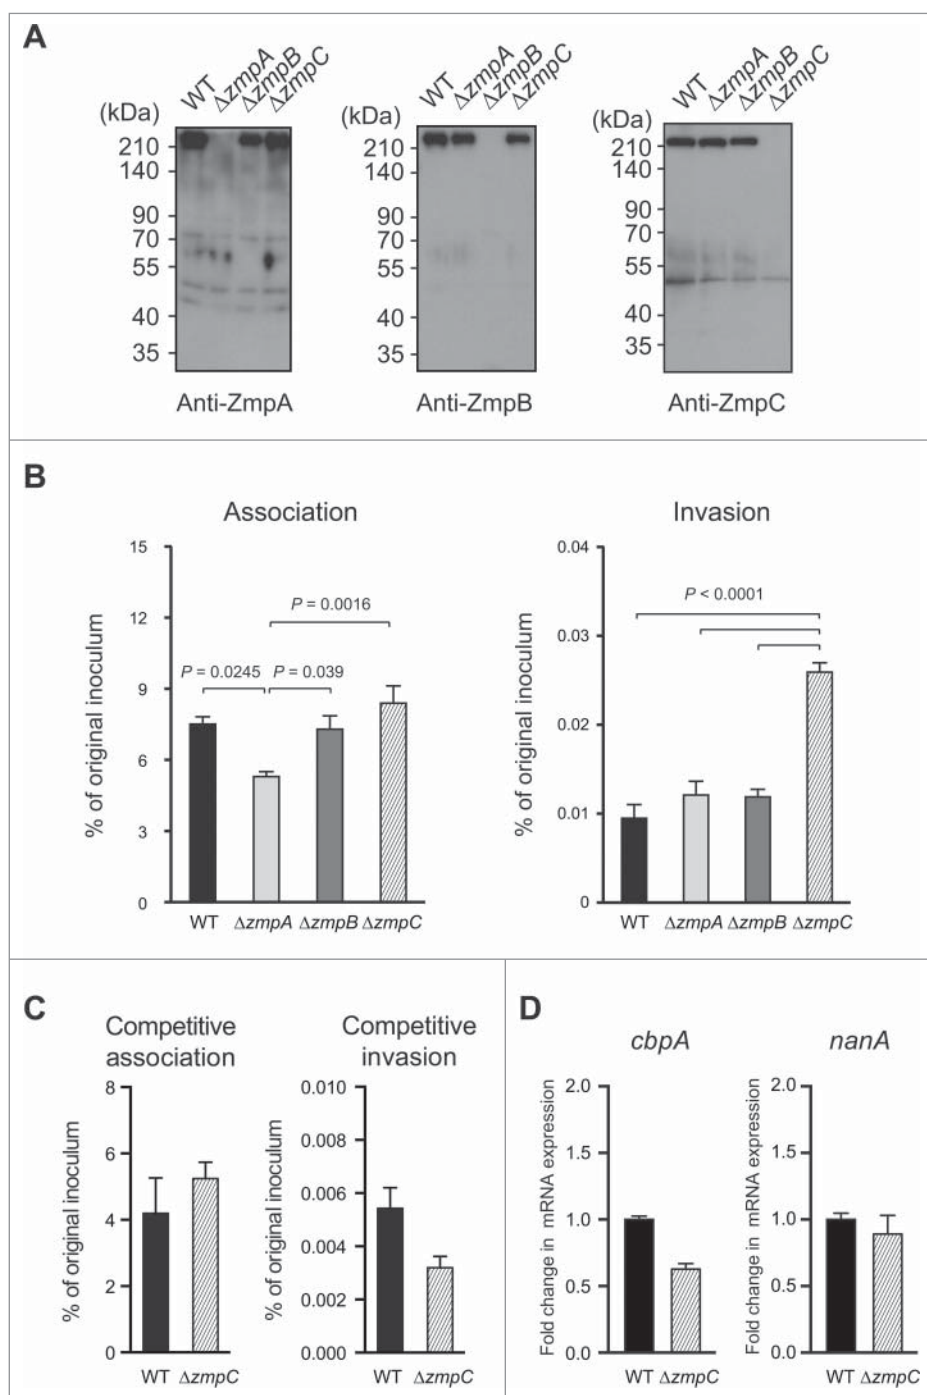 A
WT ΔzmpA ΔzmpB ΔzmpC
(kDa)
210
140
90
70
55
40
35
Anti-ZmpA
WT ΔzmpA ΔzmpB ΔzmpC
(kDa)
210
140
90
70
55
40
35
Anti-ZmpB
WT ΔzmpA ΔzmpB ΔzmpC
(kDa)
210
140
90
70
55
40
35
Anti-ZmpC
B
Association
% of original inoculum
15
12
9
6
3
0
P = 0.0016
P = 0.0245 P = 0.039
WT ΔzmpA ΔzmpB ΔzmpC
Invasion
% of original inoculum
0.04
0.03
0.02
0.01
0
P < 0.0001
WT ΔzmpA ΔzmpB ΔzmpC
C
Competitive
association
% of original inoculum
8
6
4
2
0
WT ΔzmpC
Competitive
invasion
% of original inoculum
0.010
0.008
0.006
0.004
0.002
0.000
WT ΔzmpC
D
cbpA
Fold change in mRNA expression
2.0
1.5
1.0
0.5
0.0
WT ΔzmpC
nanA
Fold change in mRNA expression
2.0
1.5
1.0
0.5
0.0
WT ΔzmpC